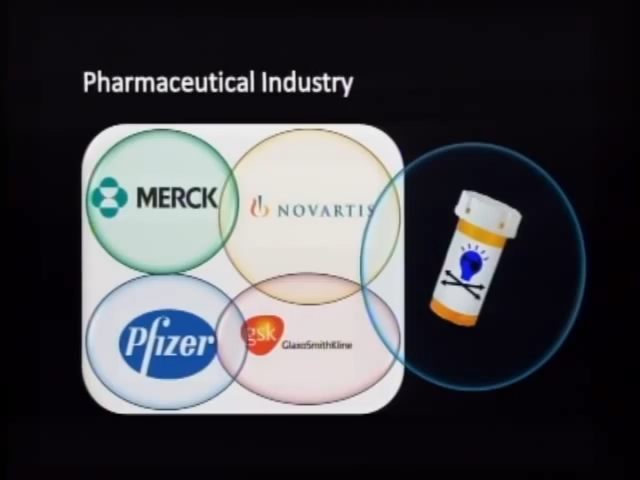 Pharmaceutical Industry
MERCK
NOVARTIS
Pfizer
gsk
GlaxoSmithKline